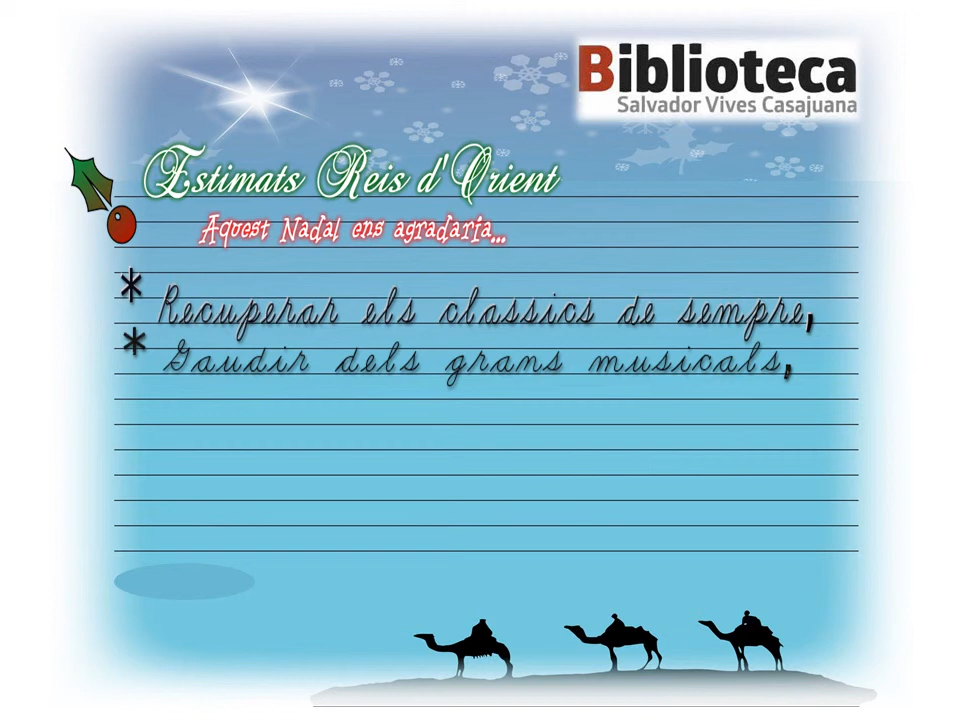 Biblioteca
Salvador Vives Casajuana
Estimats Reis d'Orient
Aquest Nadal ens agradaria...
* Recuperar els classics de sempre,
* Gaudir dels grans musicals,